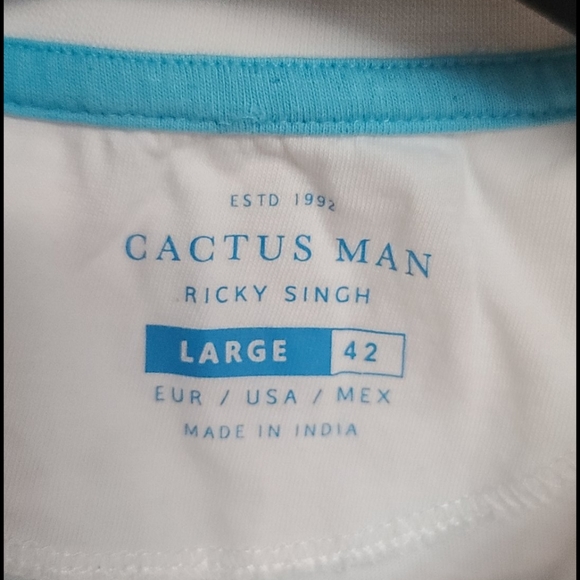 ESTD 1992
CACTUS MAN
RICKY SINGH
LARGE 42
EUR / USA / MEX
MADE IN INDIA